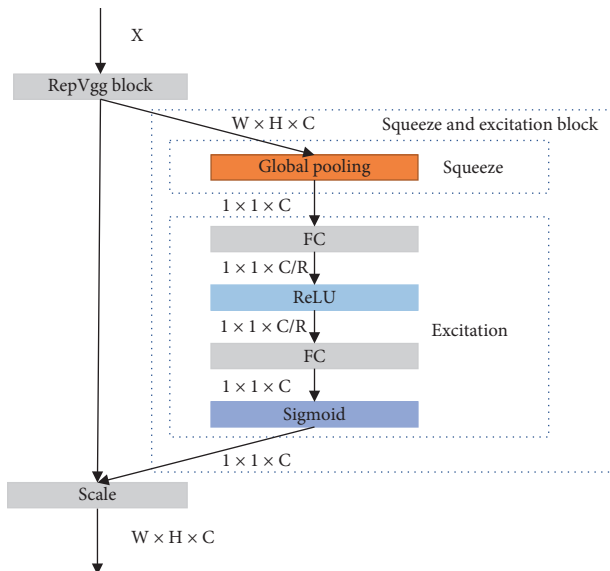 X
RepVgg block
W × H × C
Squeeze and excitation block
Global pooling
Squeeze
1 × 1 × C
FC
1 × 1 × C/R
ReLU
1 × 1 × C/R
Excitation
FC
1 × 1 × C
Sigmoid
1 × 1 × C
Scale
W × H × C